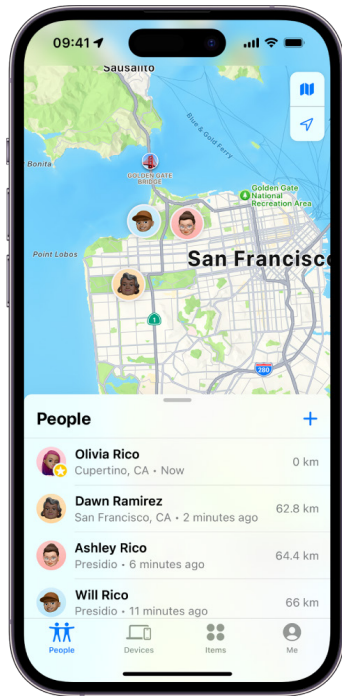 09:41
Sausalito
Blue & Gold Ferry
Bonita
GOLDEN GATE
BRIDGE
Golden Gate
National
Recreation Area
Point Lobos
San Francisco
1
280
People
Olivia Rico
Cupertino, CA • Now
0 km
Dawn Ramirez
San Francisco, CA • 2 minutes ago
62.8 km
Ashley Rico
Presidio • 6 minutes ago
64.4 km
Will Rico
Presidio • 11 minutes ago
66 km
People
Devices
Items
Me